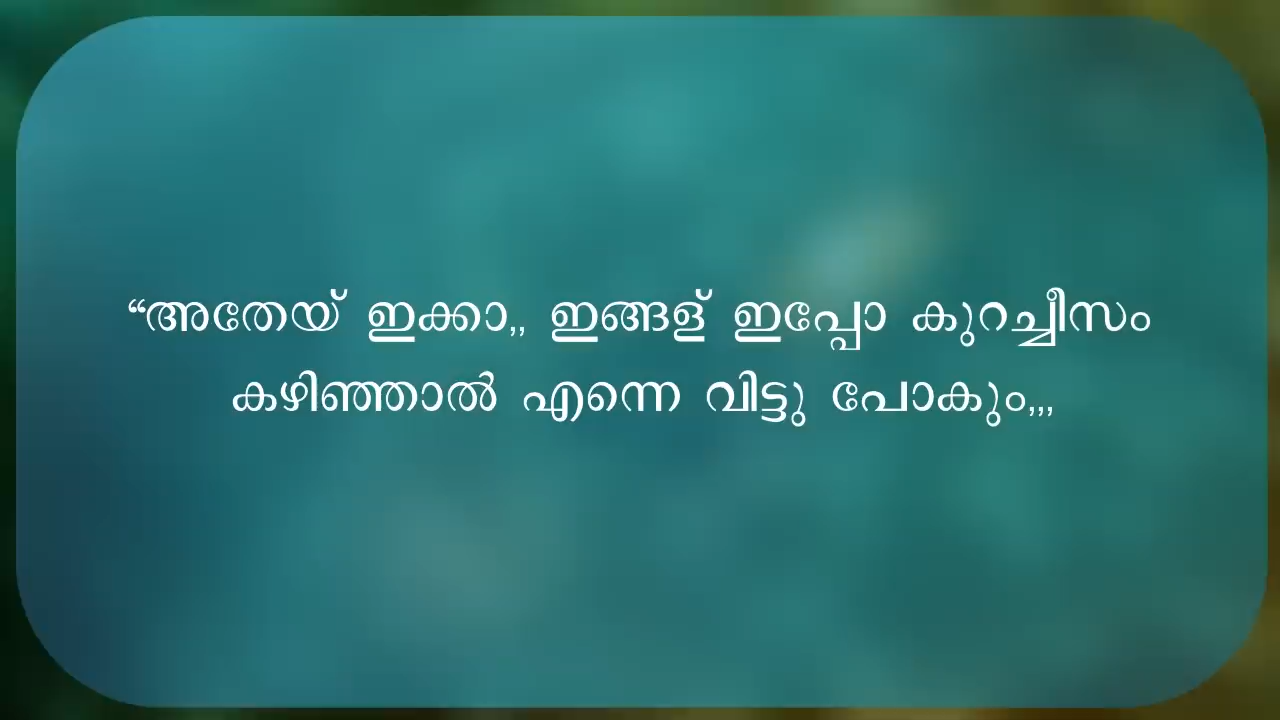 “അതേയ് ഇക്കാ,, ഇങ്ങള് ഇപ്പോ കുറച്ചീസം
കഴിഞ്ഞാൽ എന്നെ വിട്ടു പോകും,,,